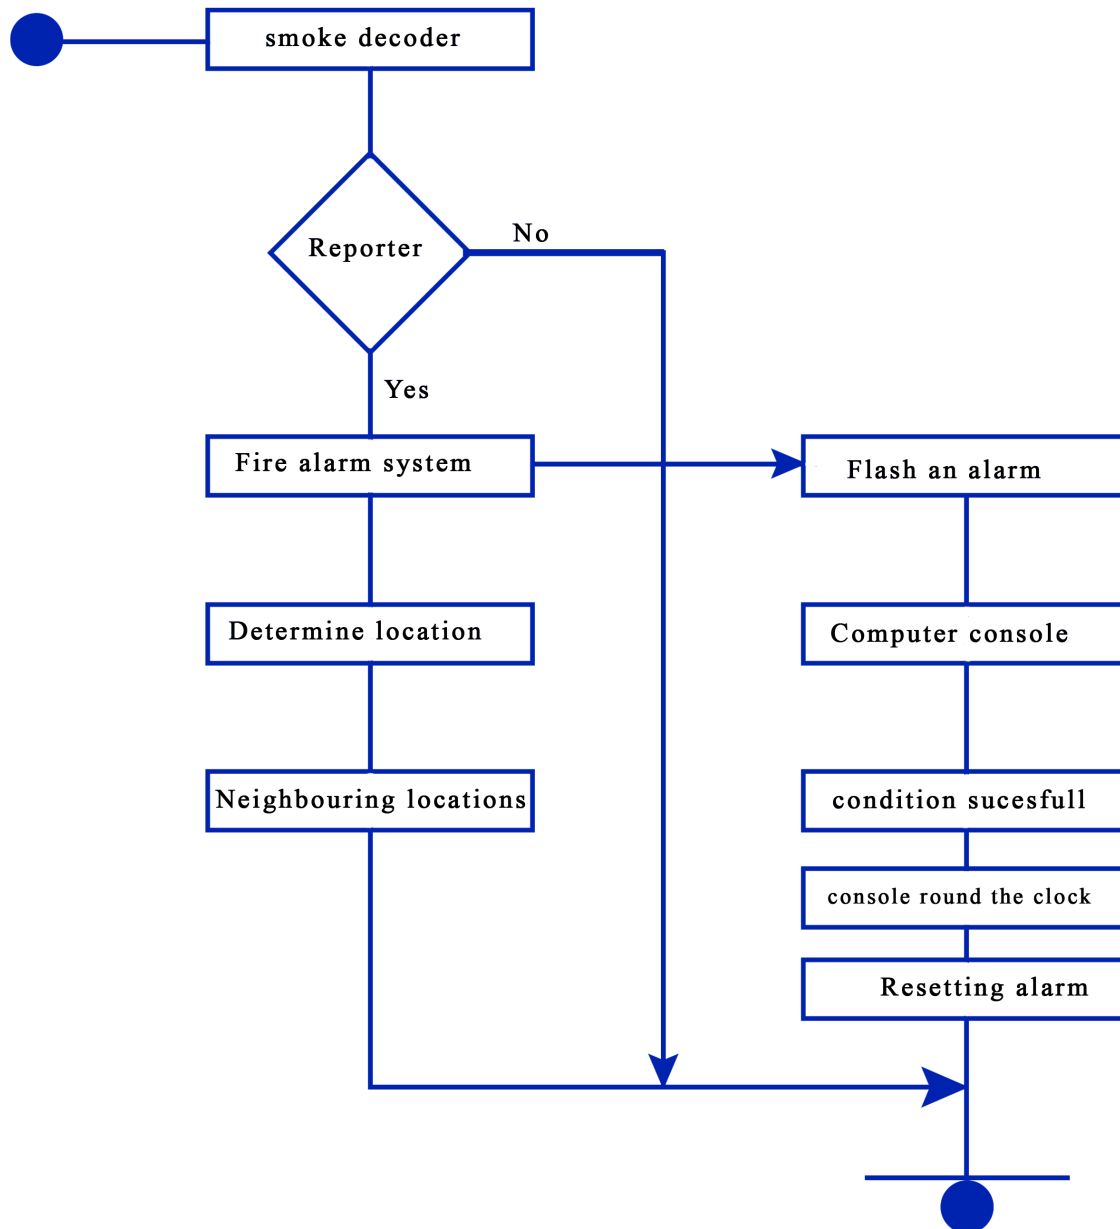 smoke decoder
Reporter
No
Yes
Fire alarm system
Flash an alarm
Determine location
Computer console
Neighbouring locations
condition sucesfull
console round the clock
Resetting alarm